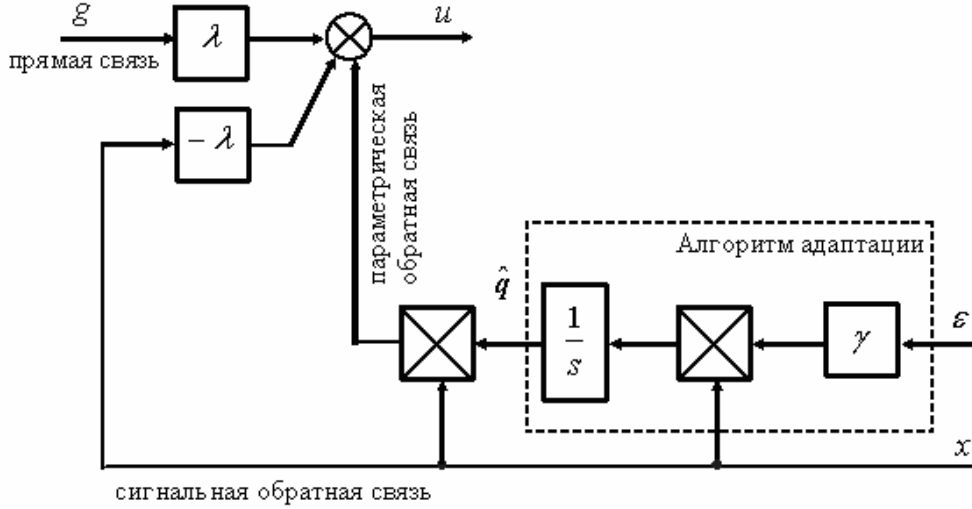 g
λ
u
прямая связь
− λ
параметрическая
обратная связь
Алгоритм адаптации
q̂
1
s
γ
ε
x
сигнальная обратная связь